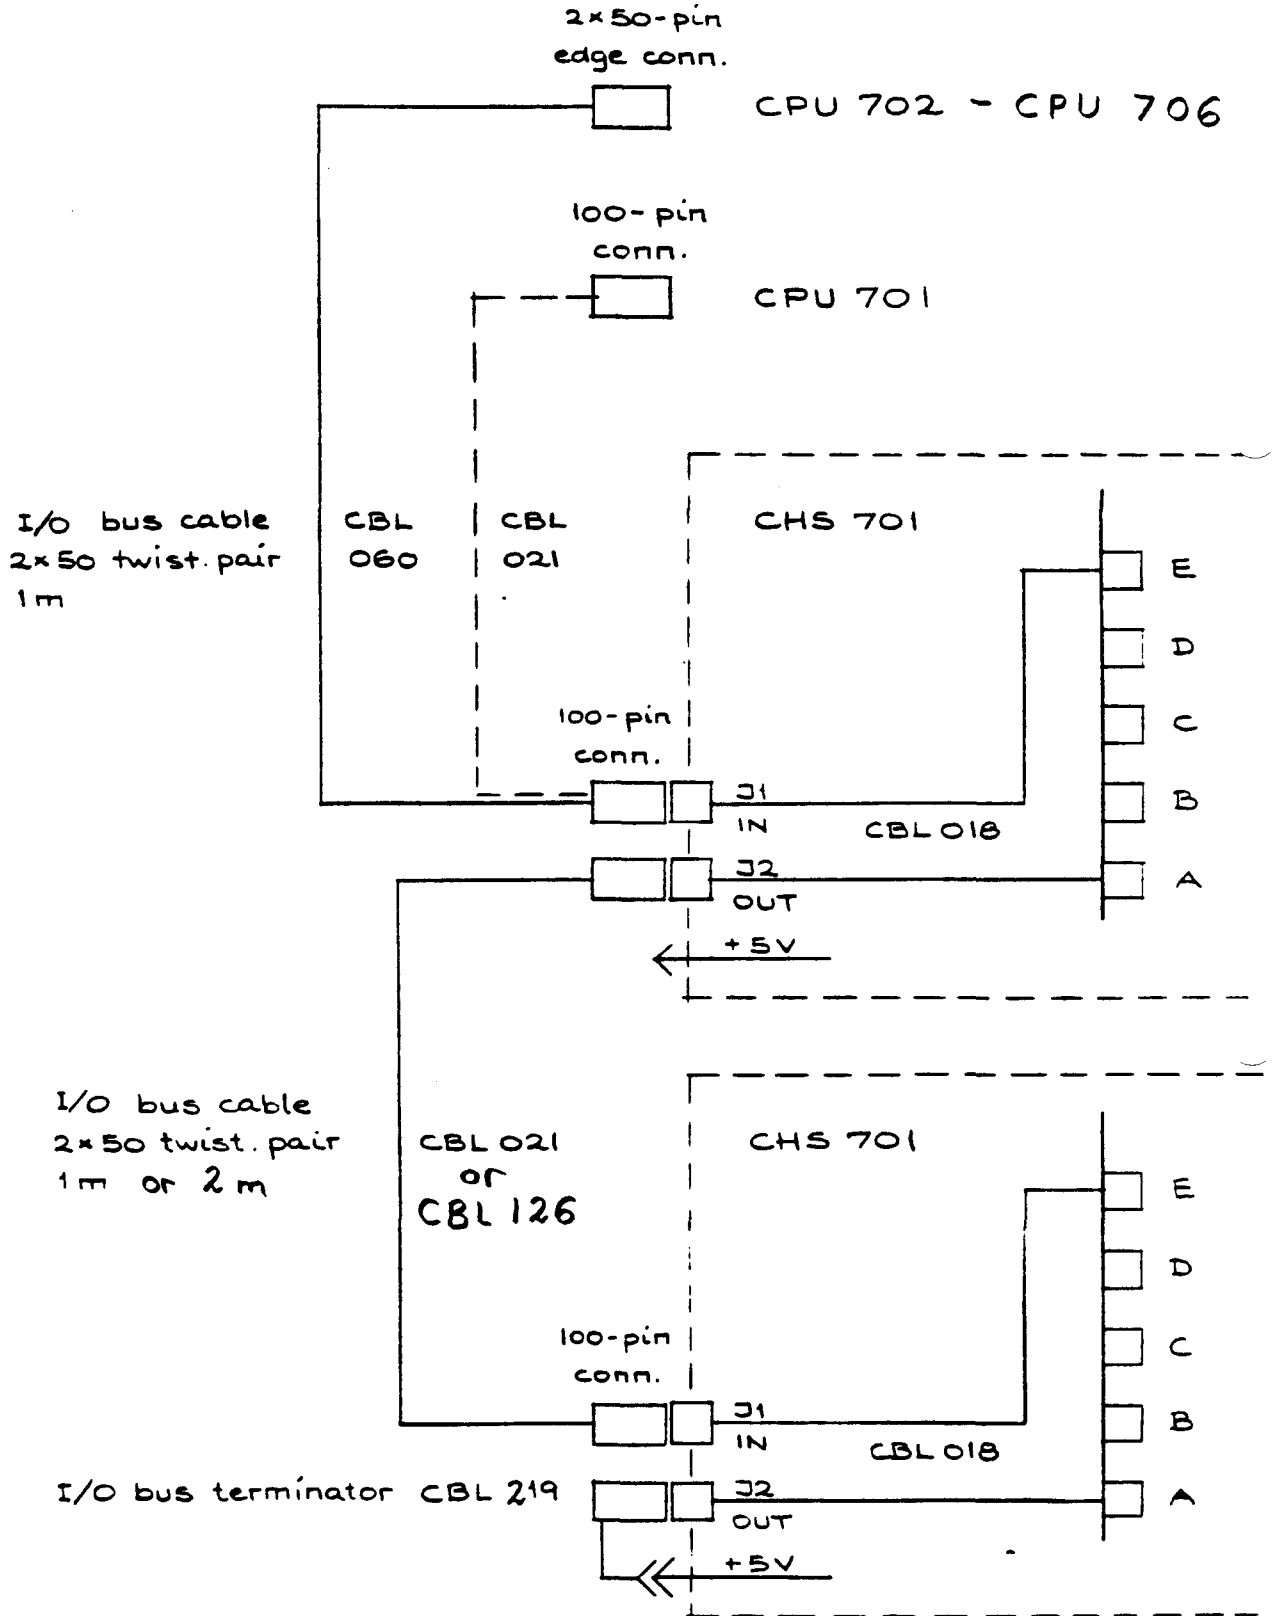 2×50-pin
edge conn.
CPU 702 - CPU 706
100-pin
conn.
CPU 701
I/O bus cable
2×50 twist. pair
1m
CBL
060
CBL
021
CHS 701
E
D
C
B
A
100-pin
conn.
J1
IN
CBL 018
J2
OUT
+5V
I/O bus cable
2×50 twist. pair
1m or 2m
CBL 021
or
CBL 126
CHS 701
E
D
C
B
A
100-pin
conn.
J1
IN
CBL 018
I/O bus terminator CBL 219
J2
OUT
+5V